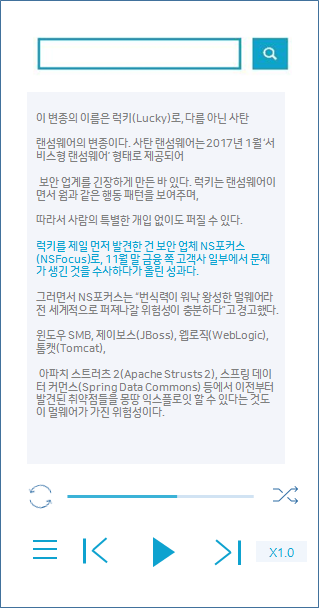 이 변종의 이름은 럭키(Lucky)로, 다름 아닌 사탄
랜섬웨어의 변종이다. 사탄 랜섬웨어는 2017년 1월 '서
비스형 랜섬웨어' 형태로 제공되어
보안 업계를 긴장하게 만든 바 있다. 럭키는 랜섬웨어이
면서 웜과 같은 행동 패턴을 보여주며,
따라서 사람의 특별한 개입 없이도 퍼질 수 있다.
럭키를 제일 먼저 발견한 건 보안 업체 NS포커스
(NSFocus)로, 11월 말 금융 쪽 고객사 일부에서 문제
가 생긴 것을 수사하다가 올린 성과다.
그러면서 NS포커스는 "번식력이 워낙 왕성한 멀웨어라
전 세계적으로 퍼져나갈 위험성이 충분하다"고 경고했다.
윈도우 SMB, 제이보스(JBoss), 웹로직(WebLogic),
톰캣(Tomcat),
아파치 스트러츠 2(Apache Strusts 2), 스프링 데이
터 커먼스(Spring Data Commons) 등에서 이전부터
발견된 취약점들을 몽땅 익스플로잇 할 수 있다는 것도
이 멀웨어가 가진 위험성이다.
X1.0